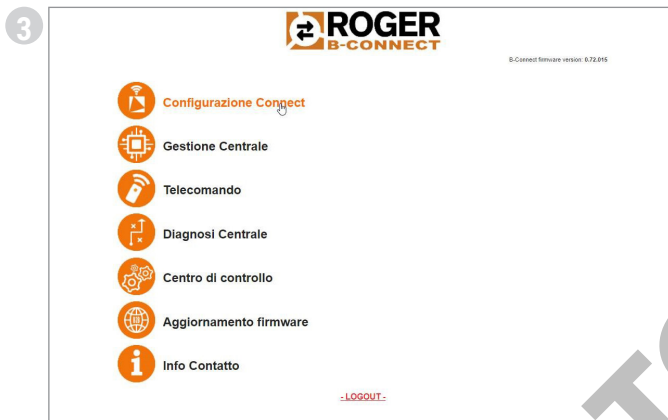 3
ROGER
B-CONNECT
B-Connect firmware version: 0.72.015
Configurazione Connect
Gestione Centrale
Telecomando
Diagnosi Centrale
Centro di controllo
Aggiornamento firmware
Info Contatto
- LOGOUT -